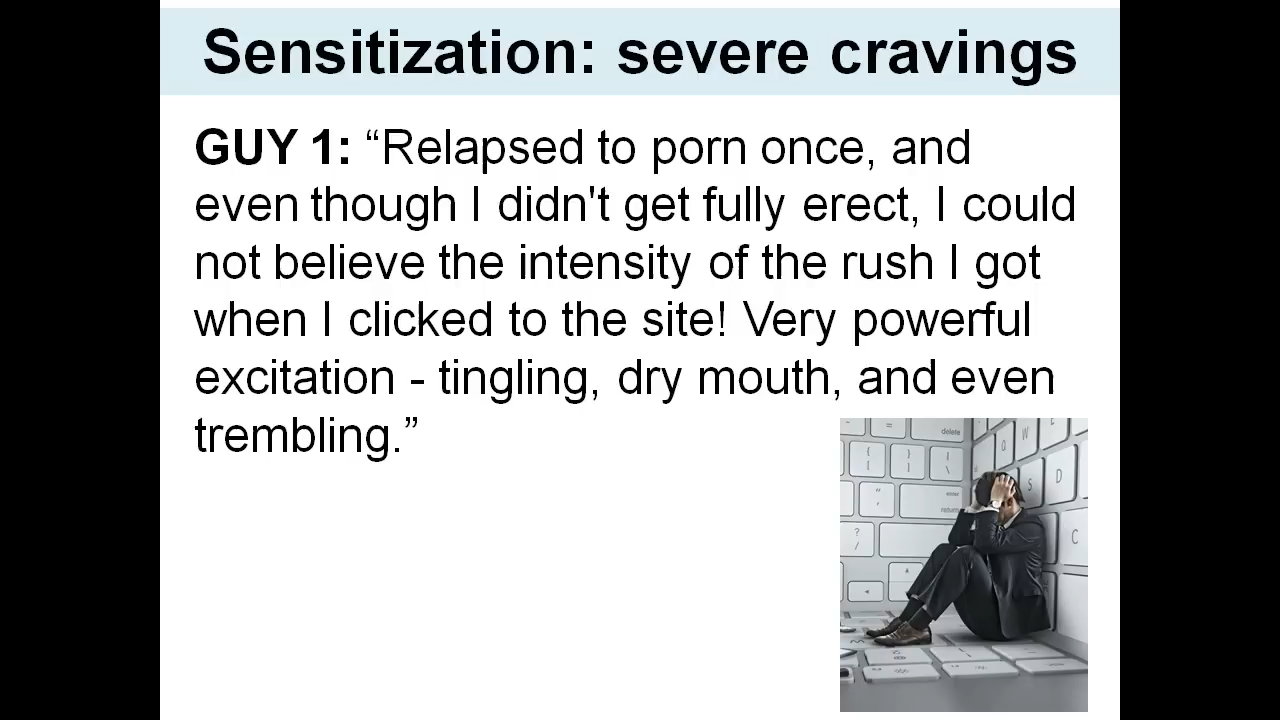 Sensitization: severe cravings
GUY 1: “Relapsed to porn once, and
even though I didn't get fully erect, I could
not believe the intensity of the rush I got
when I clicked to the site! Very powerful
excitation - tingling, dry mouth, and even
trembling.”
delete
Q W E
{ [ } ] | \
S D
" ' enter
return
? /
C